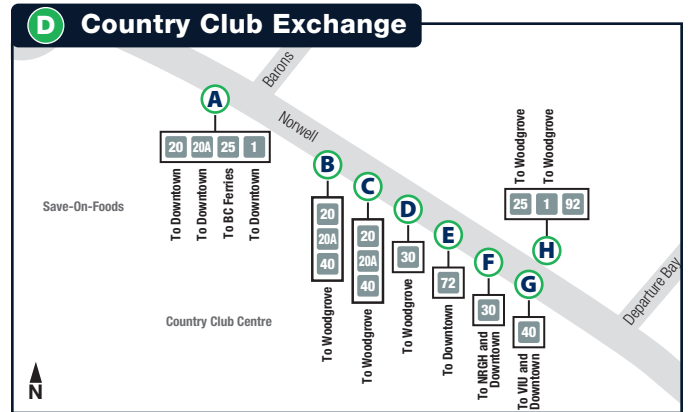 D Country Club Exchange
Barons
Norwell
A
20 20A 25 1
To Downtown
To Downtown
To BC Ferries
To Downtown
Save-On-Foods
B
20
20A
40
To Woodgrove
C
20
20A
40
To Woodgrove
D
30
To Woodgrove
E
72
To Downtown
F
30
To NRGH and
Downtown
G
40
To VIU and
Downtown
To Woodgrove
To Woodgrove
25 1 92
H
Departure Bay
Country Club Centre
N